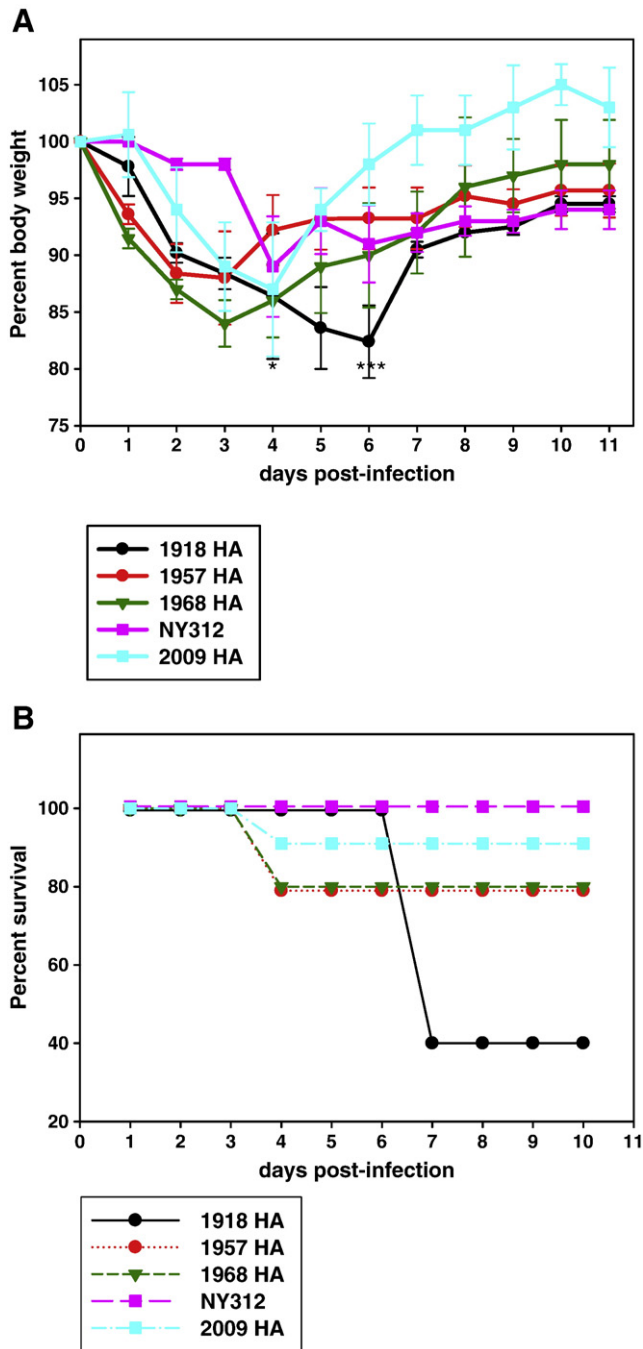 A
Percent body weight
105
100
95
90
85
80
75
* ***
0 1 2 3 4 5 6 7 8 9 10 11
days post-infection
1918 HA
1957 HA
1968 HA
NY312
2009 HA
B
Percent survival
100
80
60
40
20
0 1 2 3 4 5 6 7 8 9 10 11
days post-infection
1918 HA
1957 HA
1968 HA
NY312
2009 HA